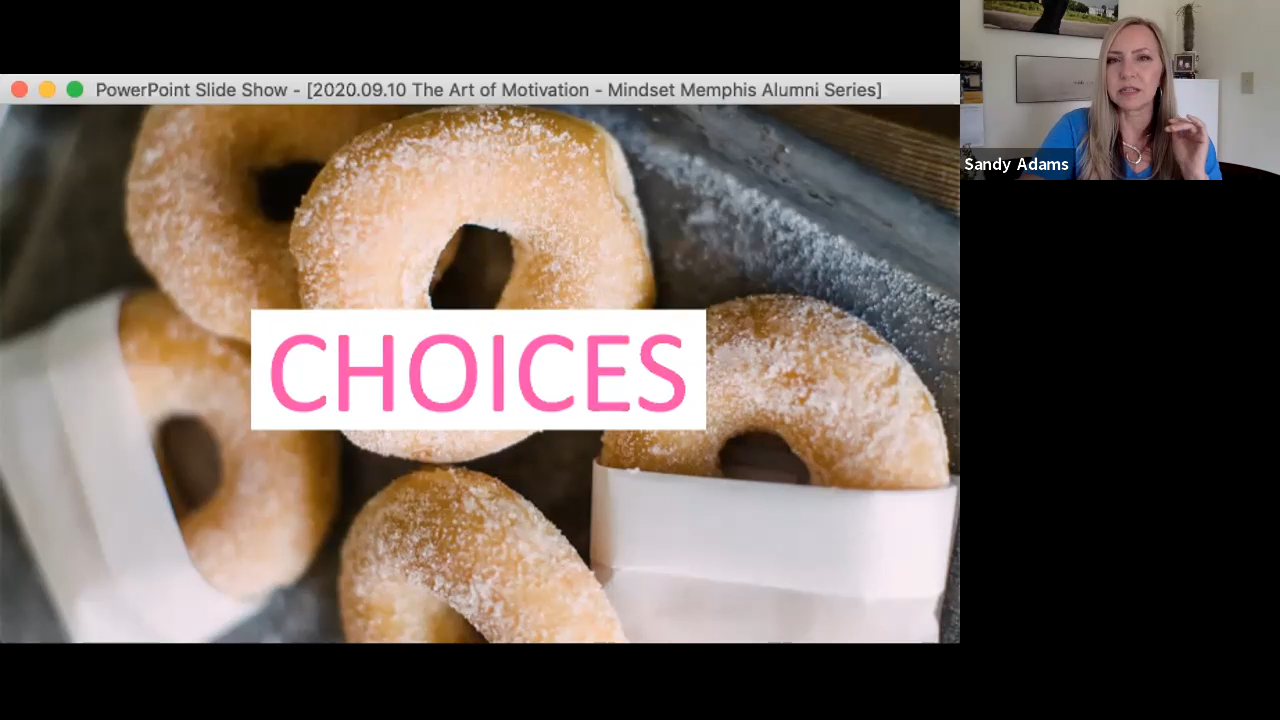 PowerPoint Slide Show - [2020.09.10 The Art of Motivation - Mindset Memphis Alumni Series]
Sandy Adams
CHOICES